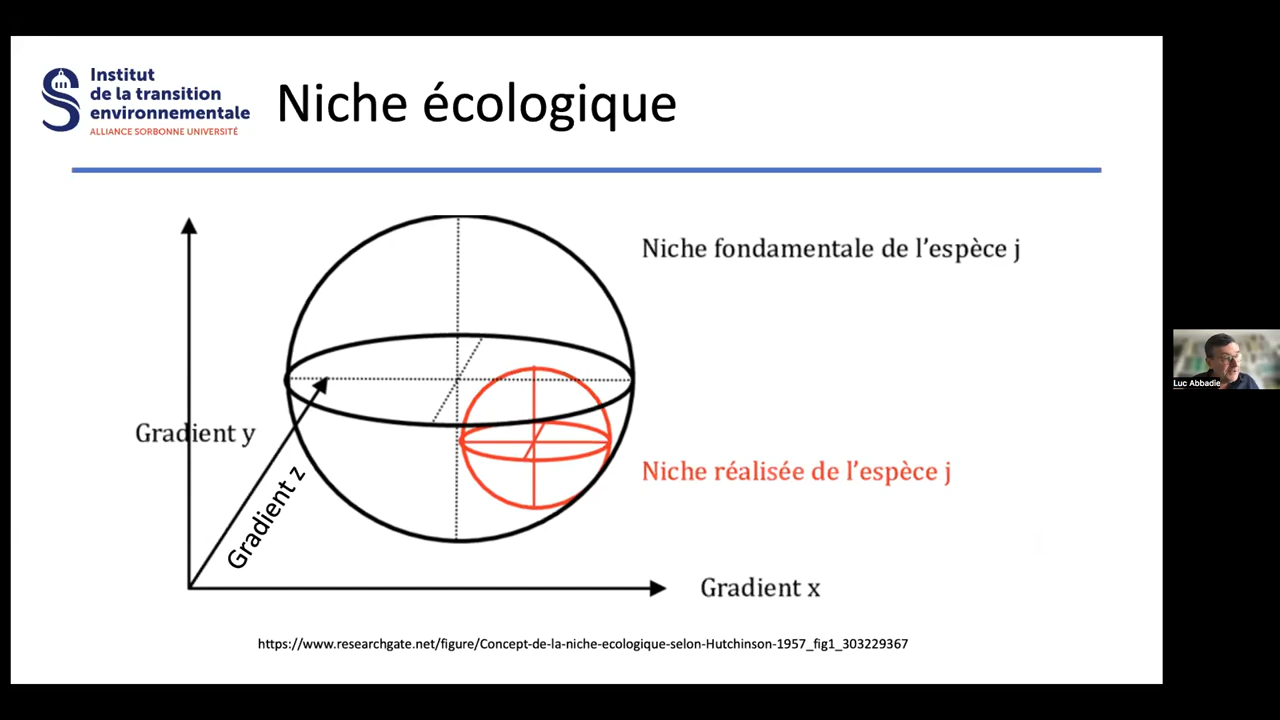 Institut
de la transition
environnementale
ALLIANCE SORBONNE UNIVERSITÉ
Niche écologique
Niche fondamentale de l'espèce j
Luc Abbadie
Gradient y
Niche réalisée de l'espèce j
Gradient z
Gradient x
https://www.researchgate.net/figure/Concept-de-la-niche-ecologique-selon-Hutchinson-1957_fig1_303229367